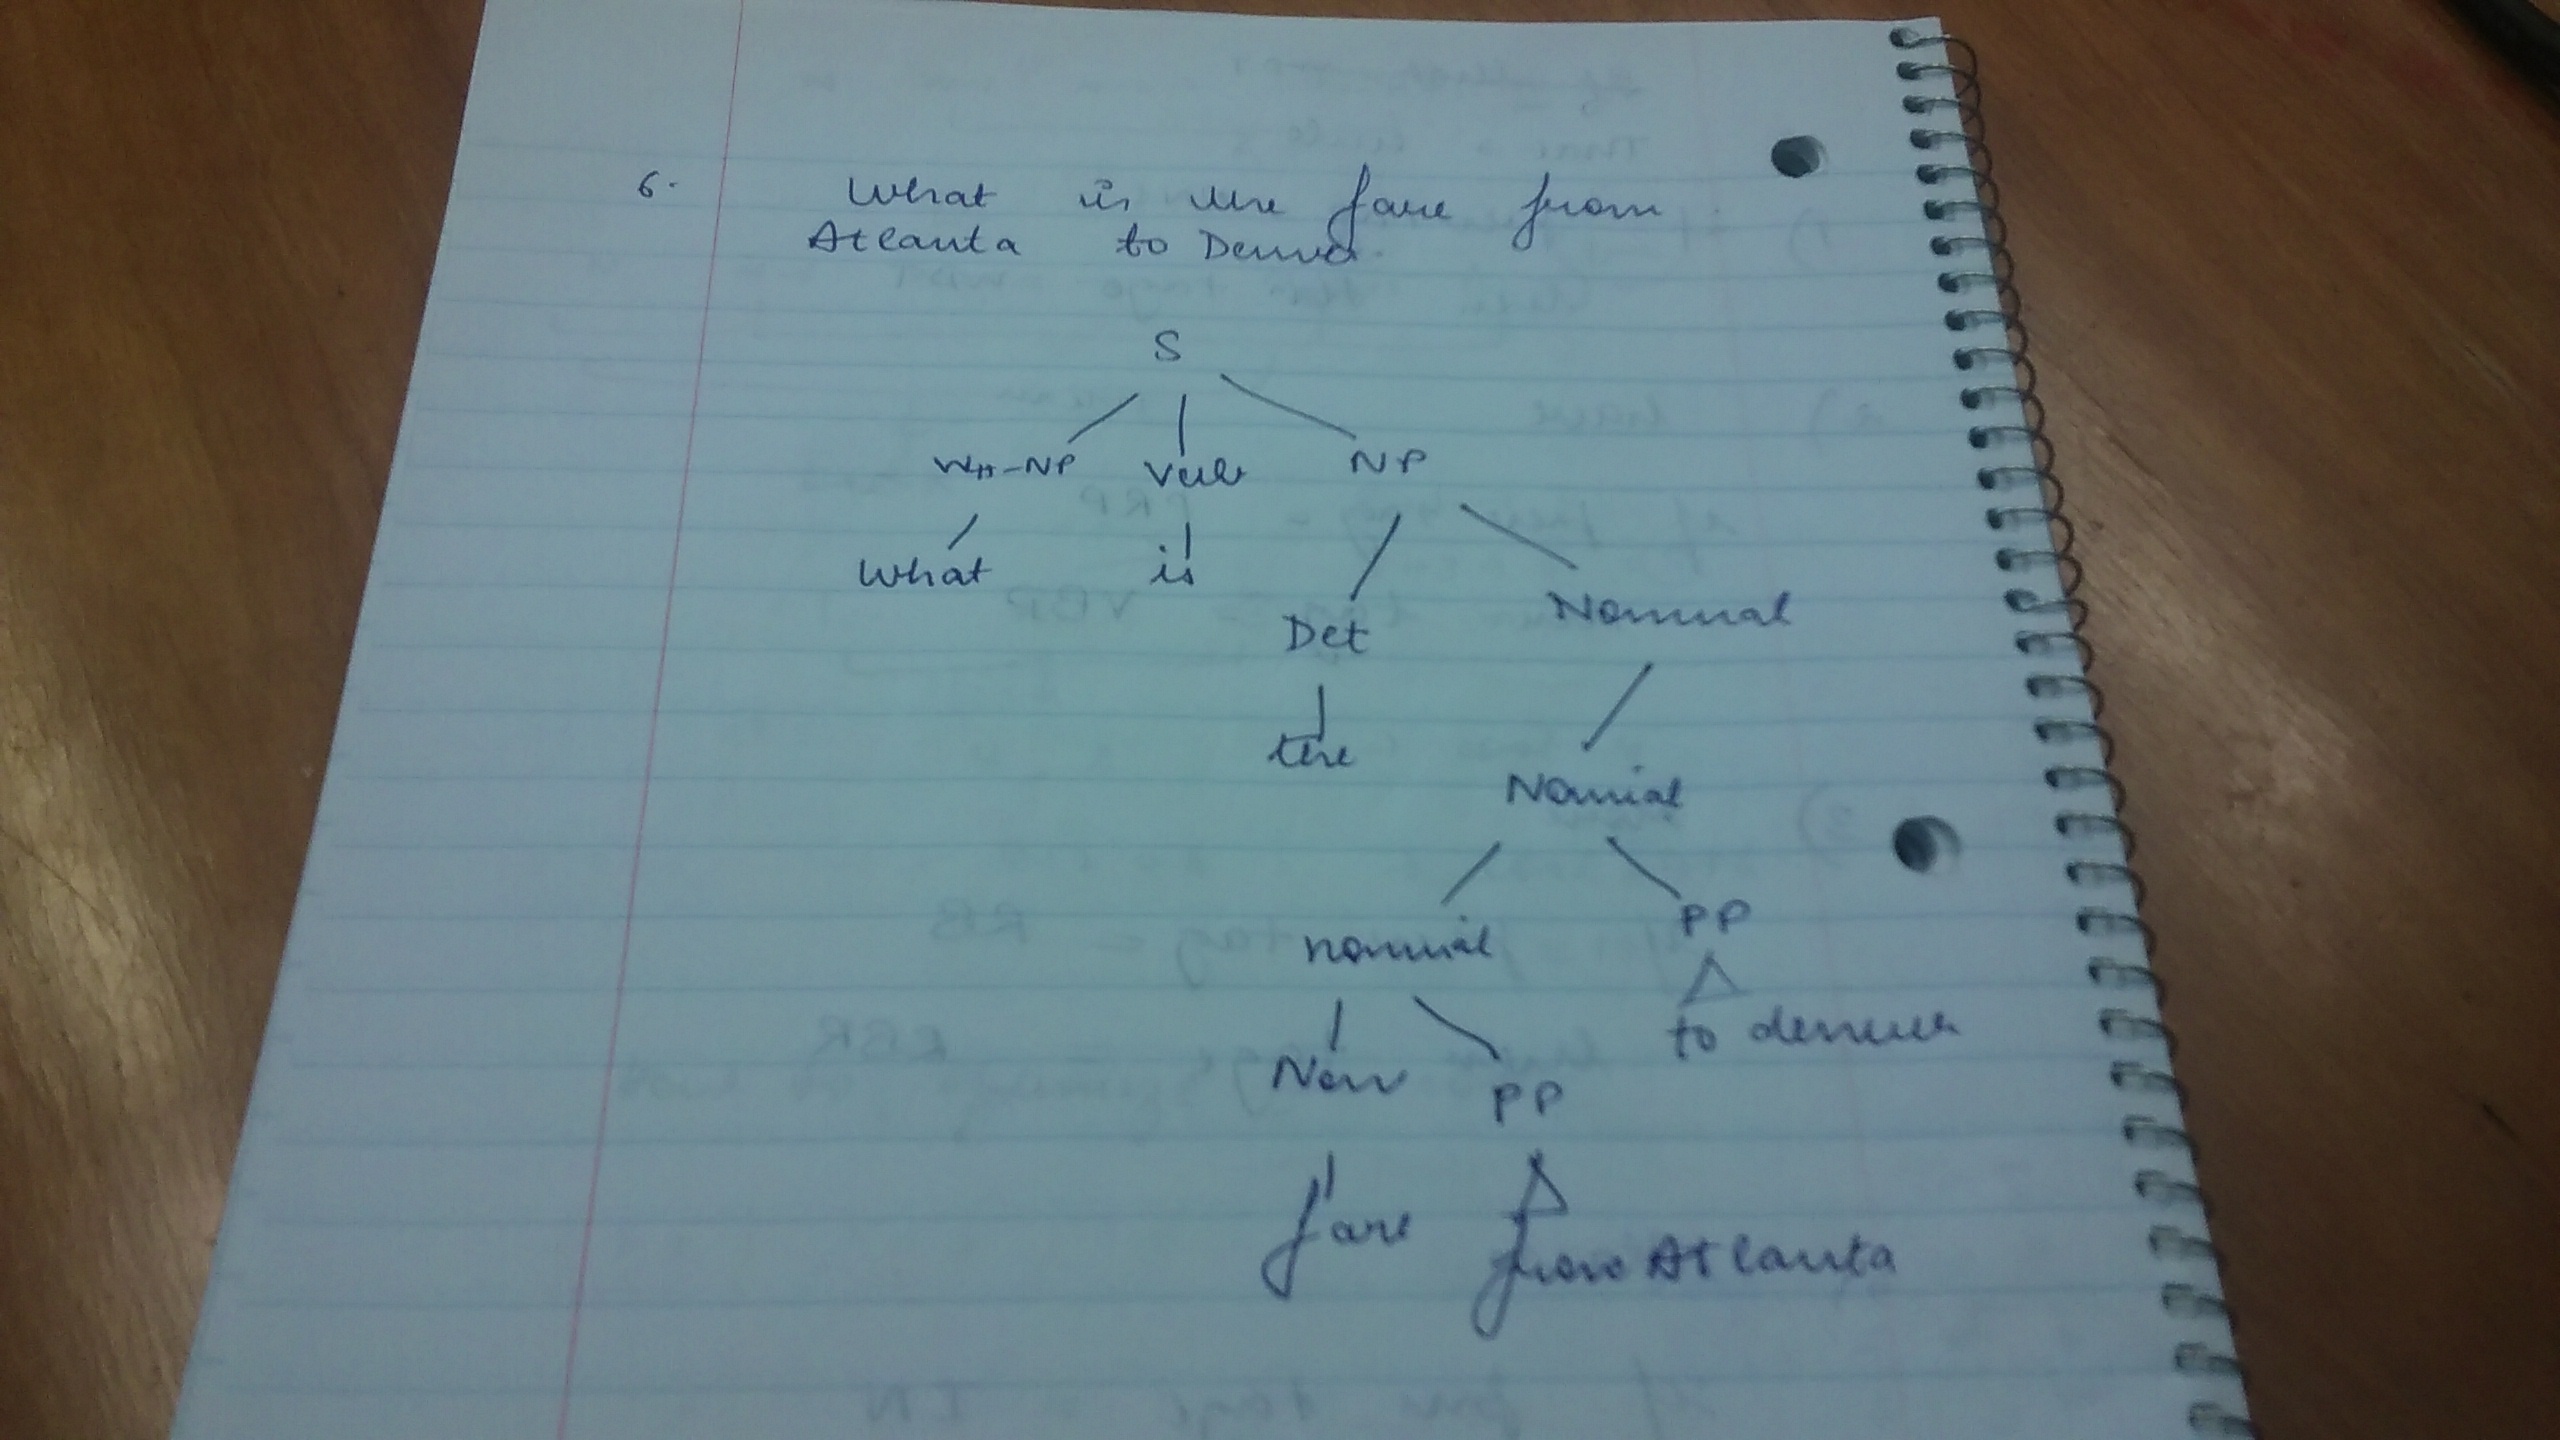 6. What is the fare from
Atlanta to Denver.
S
WH-NP Verb NP
What is
Det Nominal
the
Nomial
nominal PP
to denver
Noun PP
fare from Atlanta